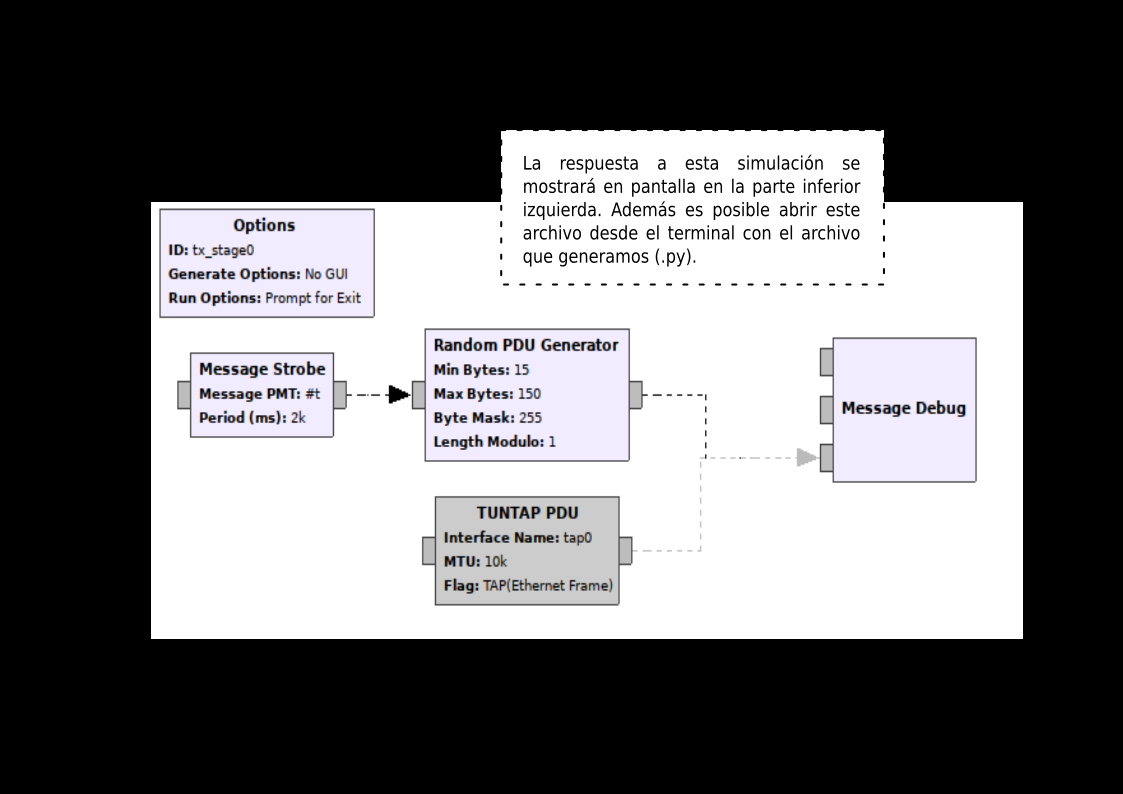 La respuesta a esta simulación se
mostrará en pantalla en la parte inferior
izquierda. Además es posible abrir este
archivo desde el terminal con el archivo
que generamos (.py).
Options
ID: tx_stage0
Generate Options: No GUI
Run Options: Prompt for Exit
Message Strobe
Message PMT: #t
Period (ms): 2k
Random PDU Generator
Min Bytes: 15
Max Bytes: 150
Byte Mask: 255
Length Modulo: 1
Message Debug
TUNTAP PDU
Interface Name: tap0
MTU: 10k
Flag: TAP(Ethernet Frame)